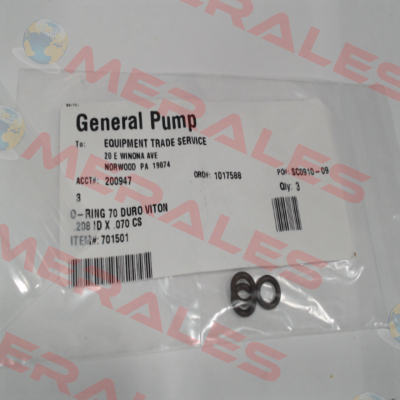 General Pump
To: EQUIPMENT TRADE SERVICE
20 E WINONA AVE
NORWOOD PA 19074
ACCT#: 200947 ORD#: 1017588 PO#: SC0910-09
3 Qty: 3
O-RING 70 DURO VITON
.208 ID X .070 CS
ITEM#: 701501
MERALES
MERALES
MERALES